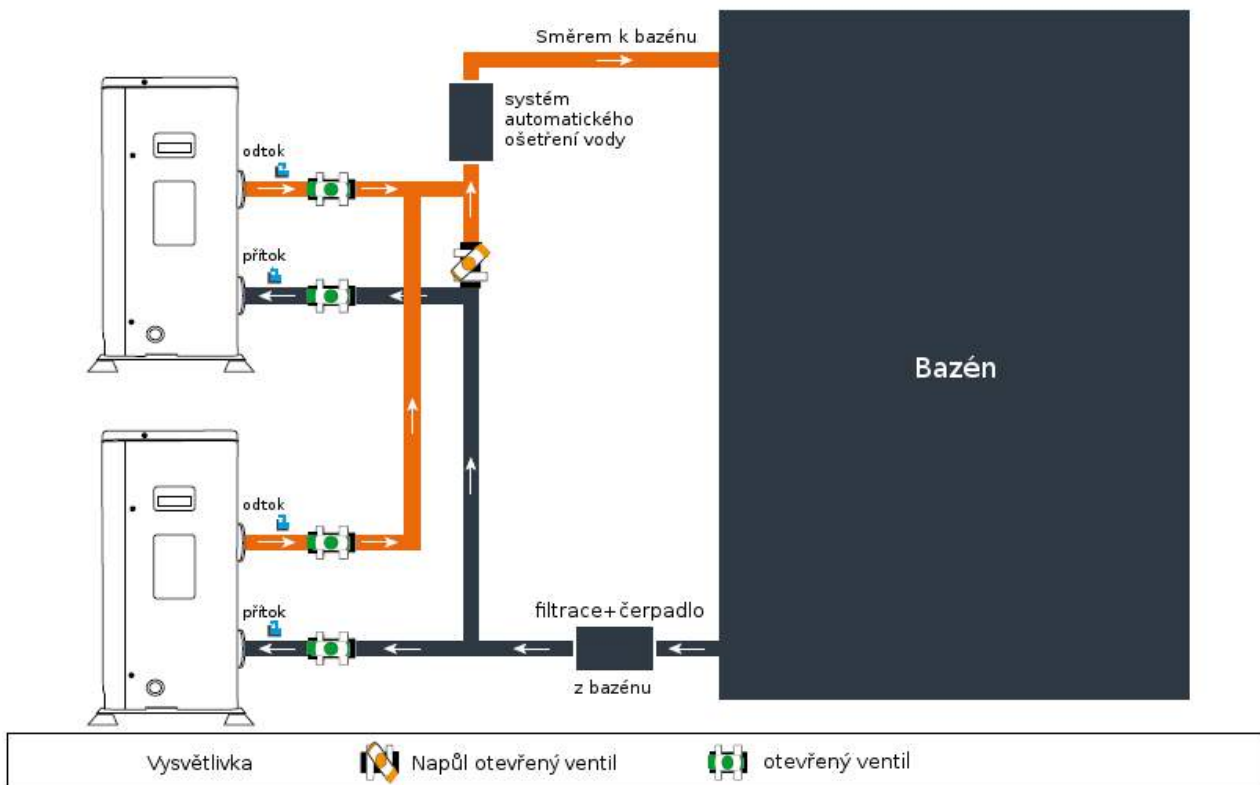 Směrem k bazénu
systém
automatického
ošetření vody
odtok
přítok
Bazén
odtok
přítok
filtrace+čerpadlo
z bazénu
Vysvětlivka
Napůl otevřený ventil
otevřený ventil